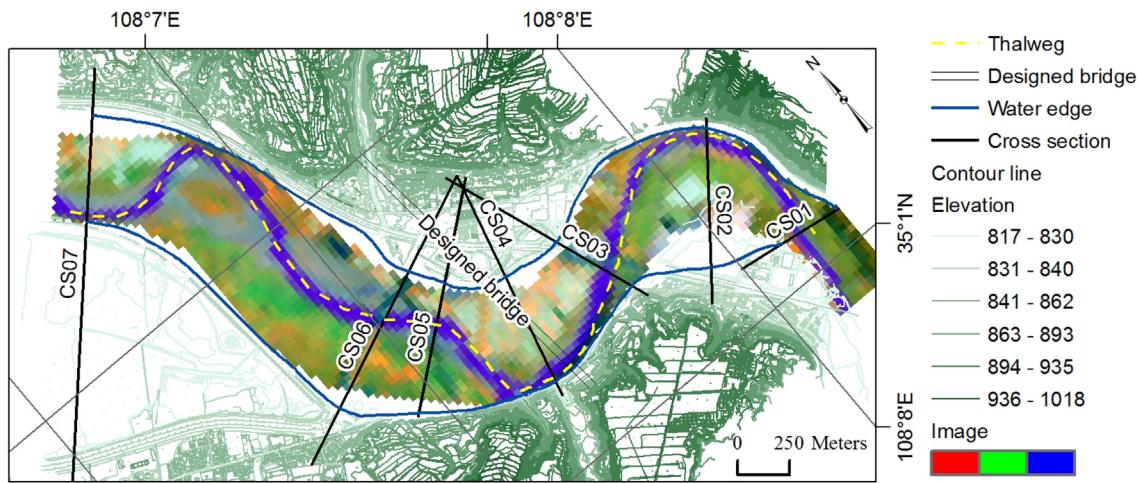 108°7'E
108°8'E
N
CS07
CS06
CS05
CS04
Designed bridge
CS03
CS02
CS01
35°1'N
108°8'E
0 250 Meters
Thalweg
Designed bridge
Water edge
Cross section
Contour line
Elevation
817 - 830
831 - 840
841 - 862
863 - 893
894 - 935
936 - 1018
Image